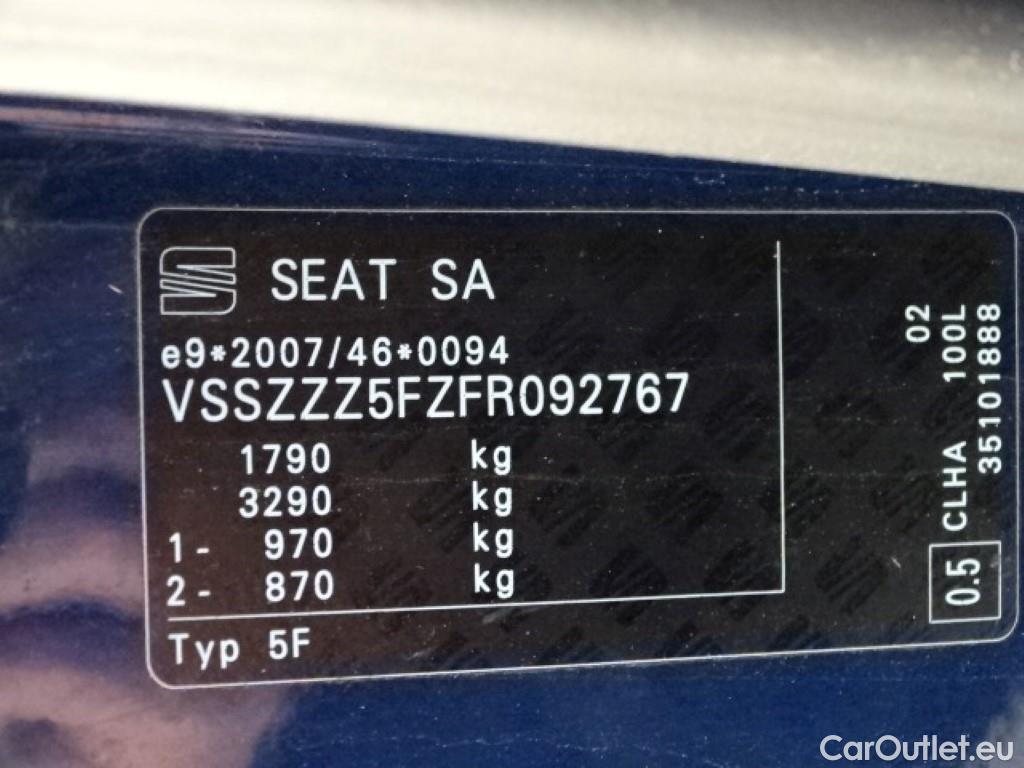 SEAT SA
e9*2007/46*0094
VSSZZZ5FZFR092767
1790 kg
3290 kg
1- 970 kg
2- 870 kg
Typ 5F
02
0.5 CLHA 100L
35101888
CarOutlet.eu